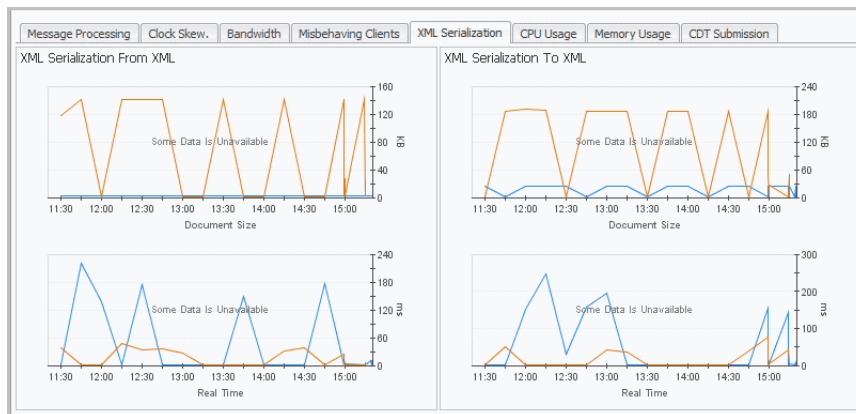 Message Processing Clock Skew. Bandwidth Misbehaving Clients XML Serialization CPU Usage Memory Usage CDT Submission
XML Serialization From XML
160
120
80
40
0
KB
Some Data Is Unavailable
11:30 12:00 12:30 13:00 13:30 14:00 14:30 15:00
Document Size
240
180
120
60
0
ms
Some Data Is Unavailable
11:30 12:00 12:30 13:00 13:30 14:00 14:30 15:00
Real Time
XML Serialization To XML
240
180
120
60
0
KB
Some Data Is Unavailable
11:30 12:00 12:30 13:00 13:30 14:00 14:30 15:00
Document Size
300
200
100
0
ms
Some Data Is Unavailable
11:30 12:00 12:30 13:00 13:30 14:00 14:30 15:00
Real Time